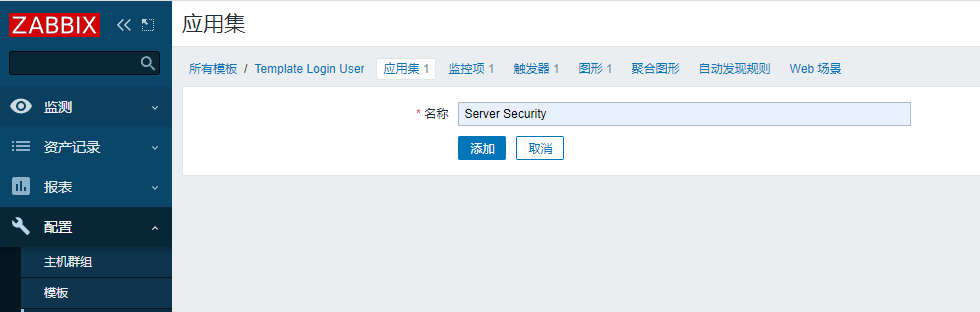 ZABBIX
应用集
所有模板 / Template Login User 应用集 1 监控项 1 触发器 1 图形 1 聚合图形 自动发现规则 Web 场景
* 名称 Server Security
添加 取消
监测
资产记录
报表
配置
主机群组
模板